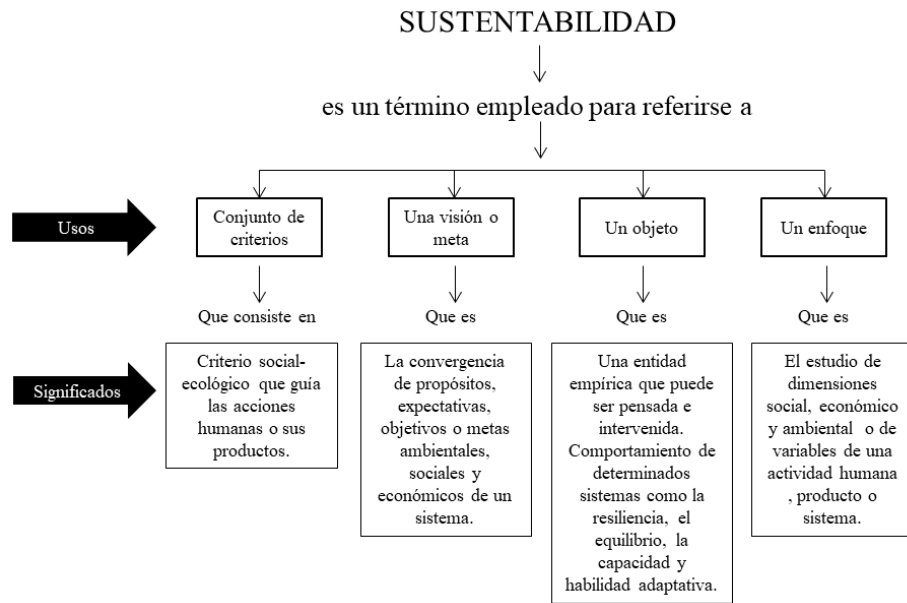 SUSTENTABILIDAD
es un término empleado para referirse a
Usos
Conjunto de
criterios
Una visión o
meta
Un objeto
Un enfoque
Que consiste en
Que es
Que es
Que es
Significados
Criterio social-
ecológico que guía
las acciones
humanas o sus
productos.
La convergencia
de propósitos,
expectativas,
objetivos o metas
ambientales,
sociales y
económicos de un
sistema.
Una entidad
empírica que puede
ser pensada e
intervenida.
Comportamiento de
determinados
sistemas como la
resiliencia, el
equilibrio, la
capacidad y
habilidad adaptativa.
El estudio de
dimensiones
social, económico
y ambiental o de
variables de una
actividad humana
, producto o
sistema.